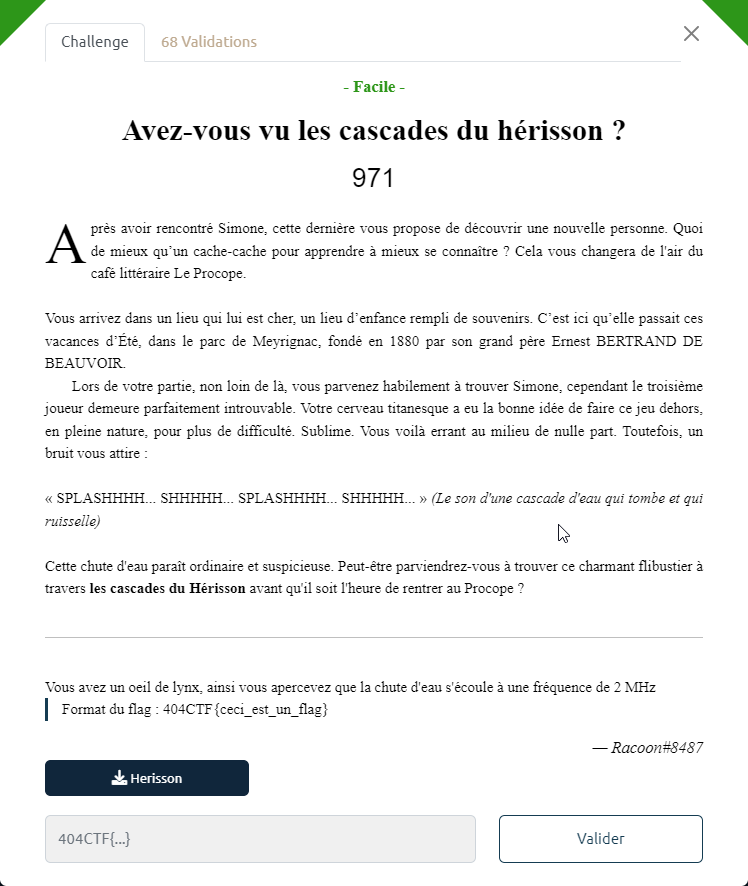 Challenge
68 Validations
- Facile -
Avez-vous vu les cascades du hérisson ?
971
Après avoir rencontré Simone, cette dernière vous propose de découvrir une nouvelle personne. Quoi
de mieux qu’un cache-cache pour apprendre à mieux se connaître ? Cela vous changera de l'air du
café littéraire Le Procope.
Vous arrivez dans un lieu qui lui est cher, un lieu d’enfance rempli de souvenirs. C’est ici qu’elle passait ces
vacances d’Été, dans le parc de Meyrignac, fondé en 1880 par son grand père Ernest BERTRAND DE
BEAUVOIR.
Lors de votre partie, non loin de là, vous parvenez habilement à trouver Simone, cependant le troisième
joueur demeure parfaitement introuvable. Votre cerveau titanesque a eu la bonne idée de faire ce jeu dehors,
en pleine nature, pour plus de difficulté. Sublime. Vous voilà errant au milieu de nulle part. Toutefois, un
bruit vous attire :
« SPLASHHHH... SHHHHH... SPLASHHHH... SHHHHH... » (Le son d'une cascade d'eau qui tombe et qui
ruisselle)
Cette chute d'eau paraît ordinaire et suspicieuse. Peut-être parviendrez-vous à trouver ce charmant flibustier à
travers les cascades du Hérisson avant qu'il soit l'heure de rentrer au Procope ?
Vous avez un oeil de lynx, ainsi vous apercevez que la chute d'eau s'écoule à une fréquence de 2 MHz
Format du flag : 404CTF{ceci_est_un_flag}
— Racoon#8487
Herisson
404CTF{...}
Valider